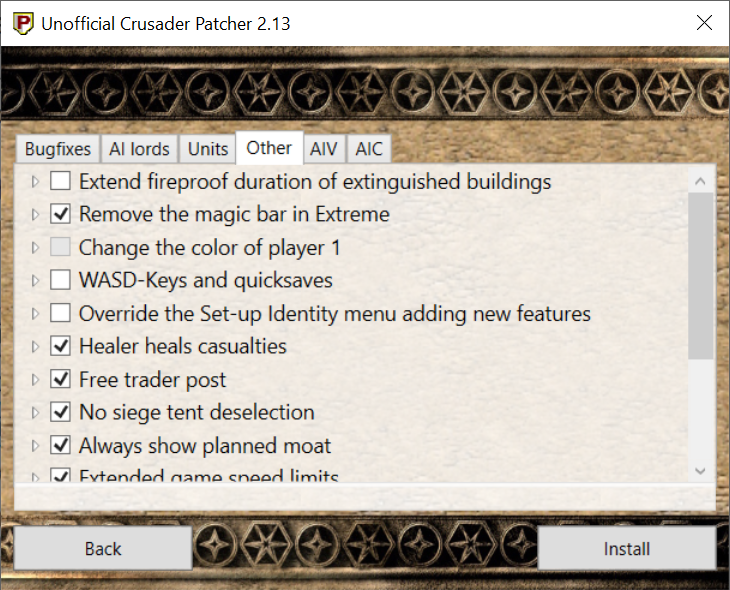 Unofficial Crusader Patcher 2.13
Bugfixes AI lords Units Other AIV AIC
Extend fireproof duration of extinguished buildings
Remove the magic bar in Extreme
Change the color of player 1
WASD-Keys and quicksaves
Override the Set-up Identity menu adding new features
Healer heals casualties
Free trader post
No siege tent deselection
Always show planned moat
Extended game speed limits
Back Install